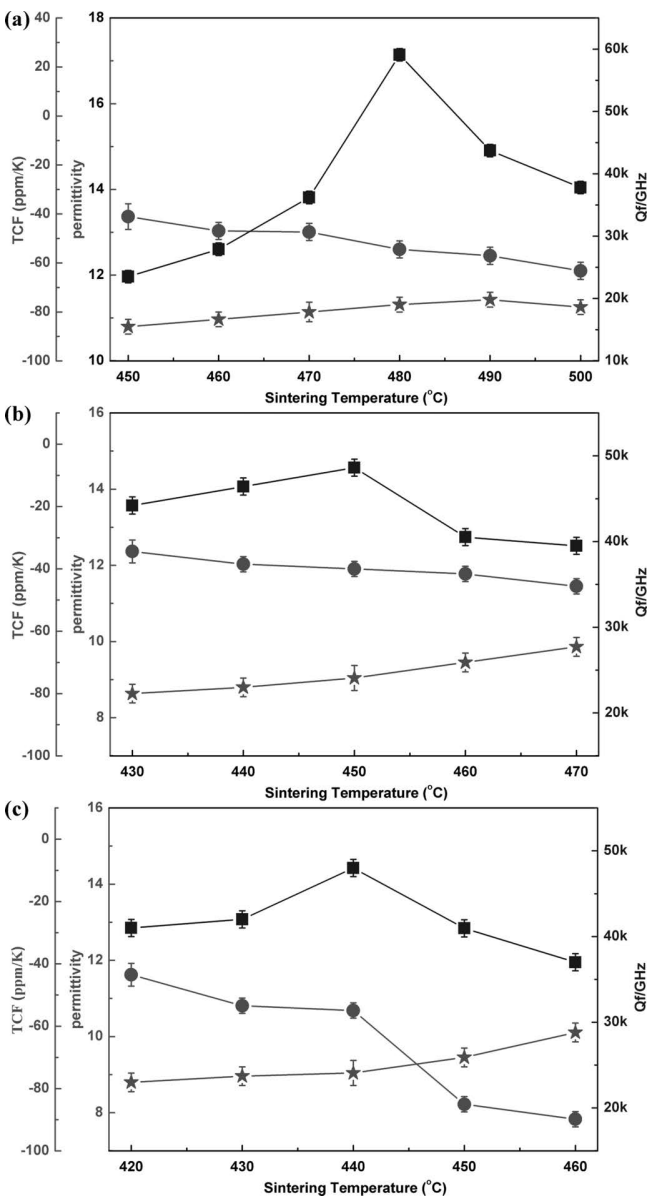 (a)
40
20
0
-20
-40
-60
-80
-100
TCF (ppm/K)
18
16
14
12
10
permittivity
60k
50k
40k
30k
20k
10k
Qf/GHz
450 460 470 480 490 500
Sintering Temperature (°C)
(b)
0
-20
-40
-60
-80
-100
TCF (ppm/K)
16
14
12
10
8
permittivity
50k
40k
30k
20k
Qf/GHz
430 440 450 460 470
Sintering Temperature (°C)
(c)
0
-20
-40
-60
-80
-100
TCF (ppm/K)
16
14
12
10
8
permittivity
50k
40k
30k
20k
Qf/GHz
420 430 440 450 460
Sintering Temperature (°C)